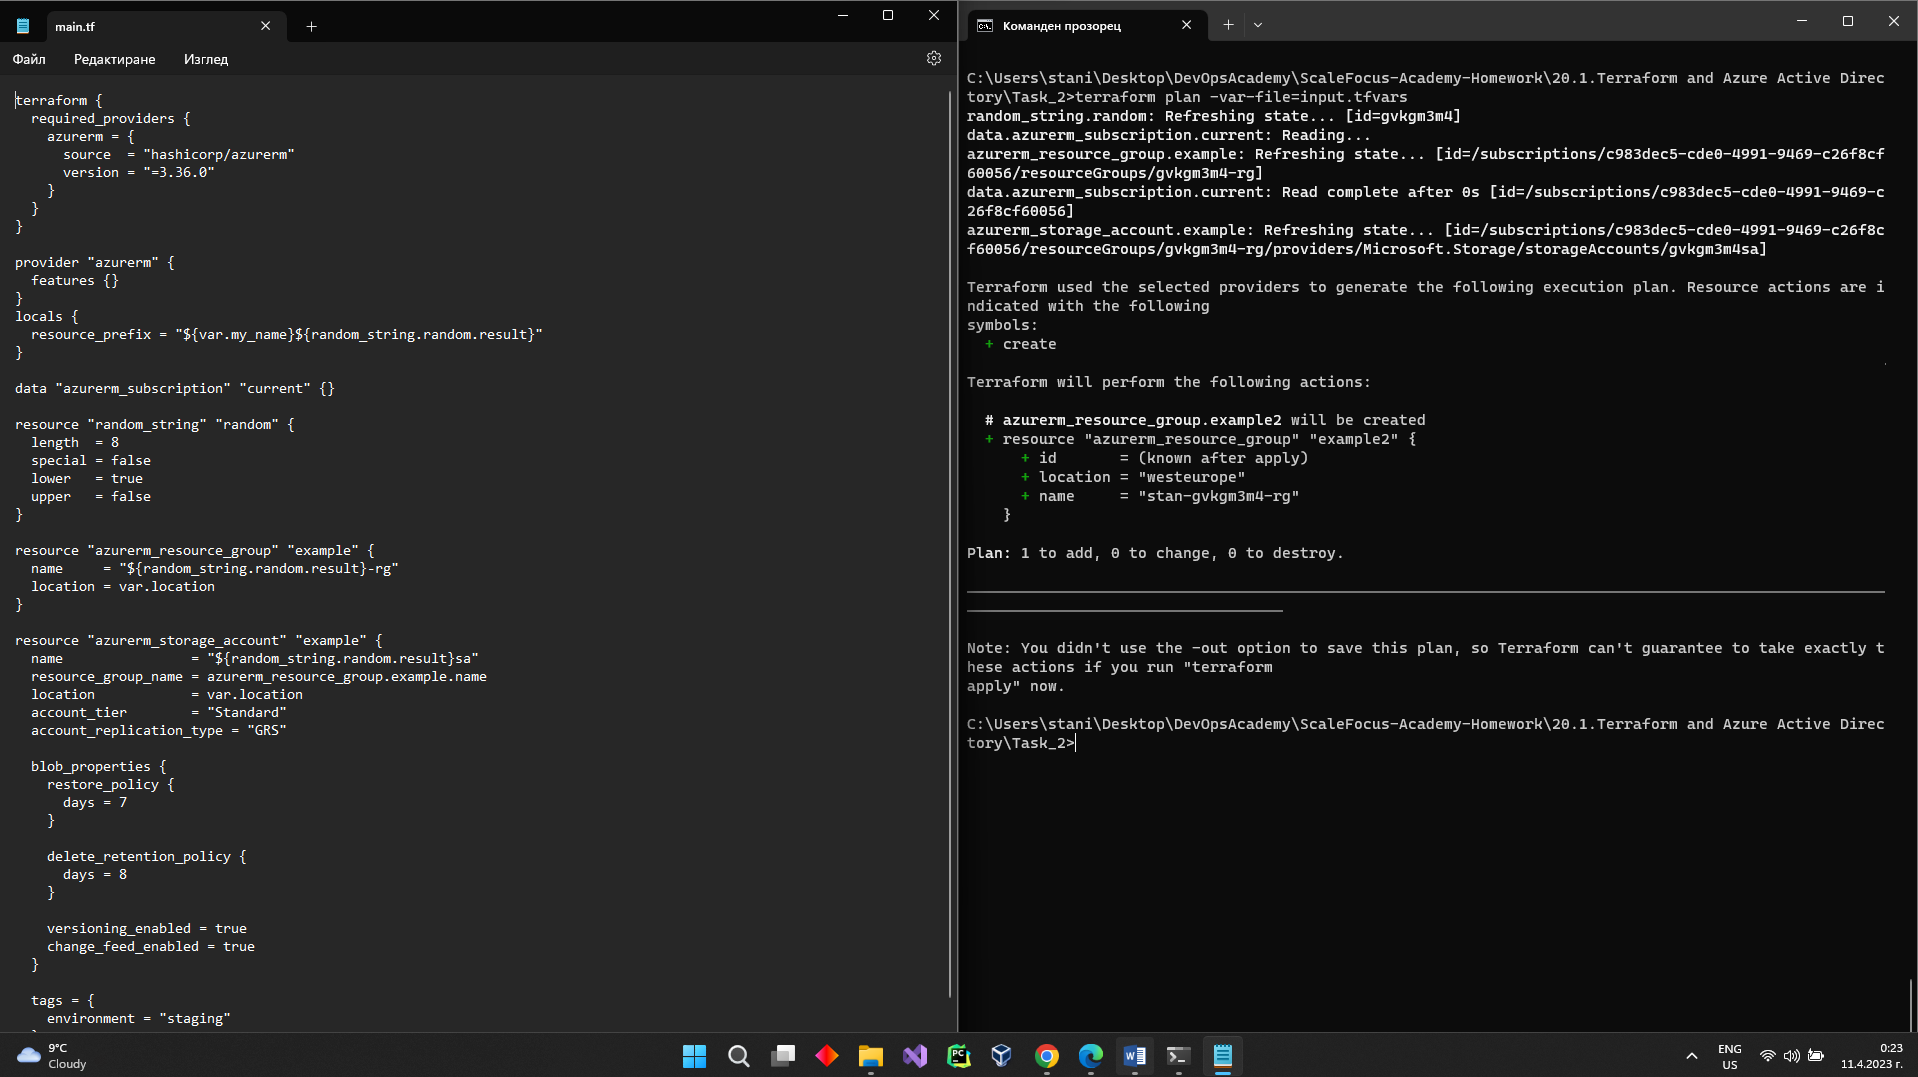 main.tf
Файл
Редактиране
Изглед
terraform {
  required_providers {
    azurerm = {
      source  = "hashicorp/azurerm"
      version = "=3.36.0"
    }
  }
}

provider "azurerm" {
  features {}
}
locals {
  resource_prefix = "${var.my_name}${random_string.random.result}"
}

data "azurerm_subscription" "current" {}

resource "random_string" "random" {
  length  = 8
  special = false
  lower   = true
  upper   = false
}

resource "azurerm_resource_group" "example" {
  name     = "${random_string.random.result}-rg"
  location = var.location
}

resource "azurerm_storage_account" "example" {
  name                = "${random_string.random.result}sa"
  resource_group_name = azurerm_resource_group.example.name
  location            = var.location
  account_tier        = "Standard"
  account_replication_type = "GRS"

  blob_properties {
    restore_policy {
      days = 7
    }

    delete_retention_policy {
      days = 8
    }

    versioning_enabled = true
    change_feed_enabled = true
  }

  tags = {
    environment = "staging"
Команден прозорец
C:\Users\stani\Desktop\DevOpsAcademy\ScaleFocus-Academy-Homework\20.1.Terraform and Azure Active Direc
tory\Task_2>terraform plan -var-file=input.tfvars
random_string.random: Refreshing state... [id=gvkgm3m4]
data.azurerm_subscription.current: Reading...
azurerm_resource_group.example: Refreshing state... [id=/subscriptions/c983dec5-cde0-4991-9469-c26f8cf
60056/resourceGroups/gvkgm3m4-rg]
data.azurerm_subscription.current: Read complete after 0s [id=/subscriptions/c983dec5-cde0-4991-9469-c
26f8cf60056]
azurerm_storage_account.example: Refreshing state... [id=/subscriptions/c983dec5-cde0-4991-9469-c26f8c
f60056/resourceGroups/gvkgm3m4-rg/providers/Microsoft.Storage/storageAccounts/gvkgm3m4sa]

Terraform used the selected providers to generate the following execution plan. Resource actions are i
ndicated with the following
symbols:
  + create

Terraform will perform the following actions:

  # azurerm_resource_group.example2 will be created
  + resource "azurerm_resource_group" "example2" {
      + id       = (known after apply)
      + location = "westeurope"
      + name     = "stan-gvkgm3m4-rg"
    }

Plan: 1 to add, 0 to change, 0 to destroy.

Note: You didn't use the -out option to save this plan, so Terraform can't guarantee to take exactly t
hese actions if you run "terraform
apply" now.

C:\Users\stani\Desktop\DevOpsAcademy\ScaleFocus-Academy-Homework\20.1.Terraform and Azure Active Direc
tory\Task_2>
9°C
Cloudy
ENG
US
0:23
11.4.2023 г.